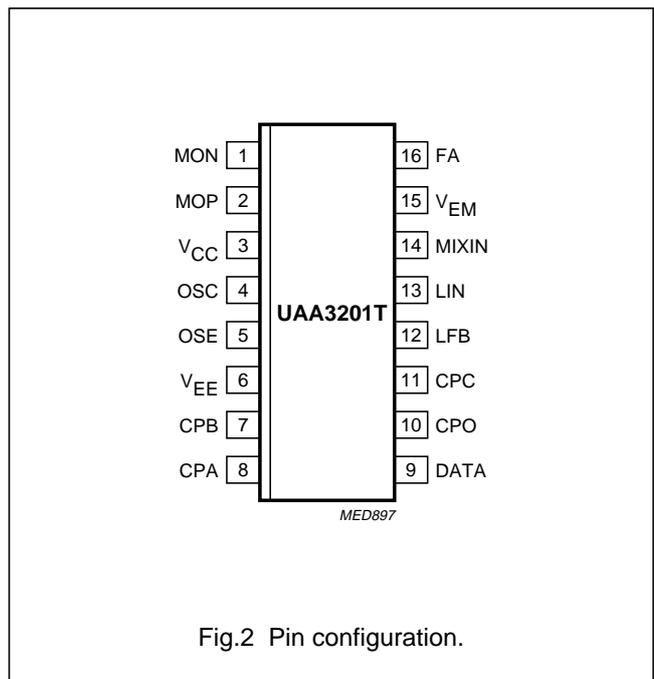 MON 1 16 FA
MOP 2 15 VEM
VCC 3 14 MIXIN
OSC 4 13 LIN
UAA3201T
OSE 5 12 LFB
VEE 6 11 CPC
CPB 7 10 CPO
CPA 8 9 DATA
MED897
Fig.2 Pin configuration.